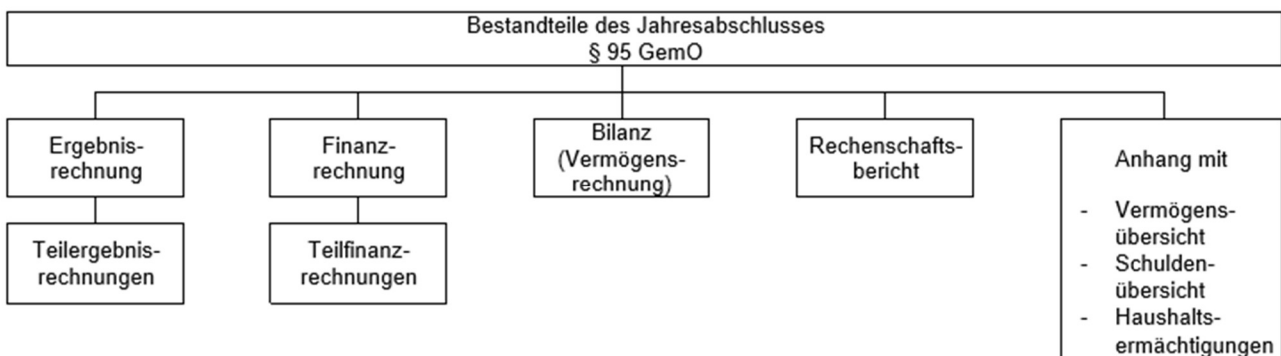 Bestandteile des Jahresabschlusses
§ 95 GemO
Ergebnis-
rechnung
Finanz-
rechnung
Bilanz
(Vermögens-
rechnung)
Rechenschafts-
bericht
Anhang mit
- Vermögens-
übersicht
- Schulden-
übersicht
- Haushalts-
ermächtigungen
Teilergebnis-
rechnungen
Teilfinanz-
rechnungen